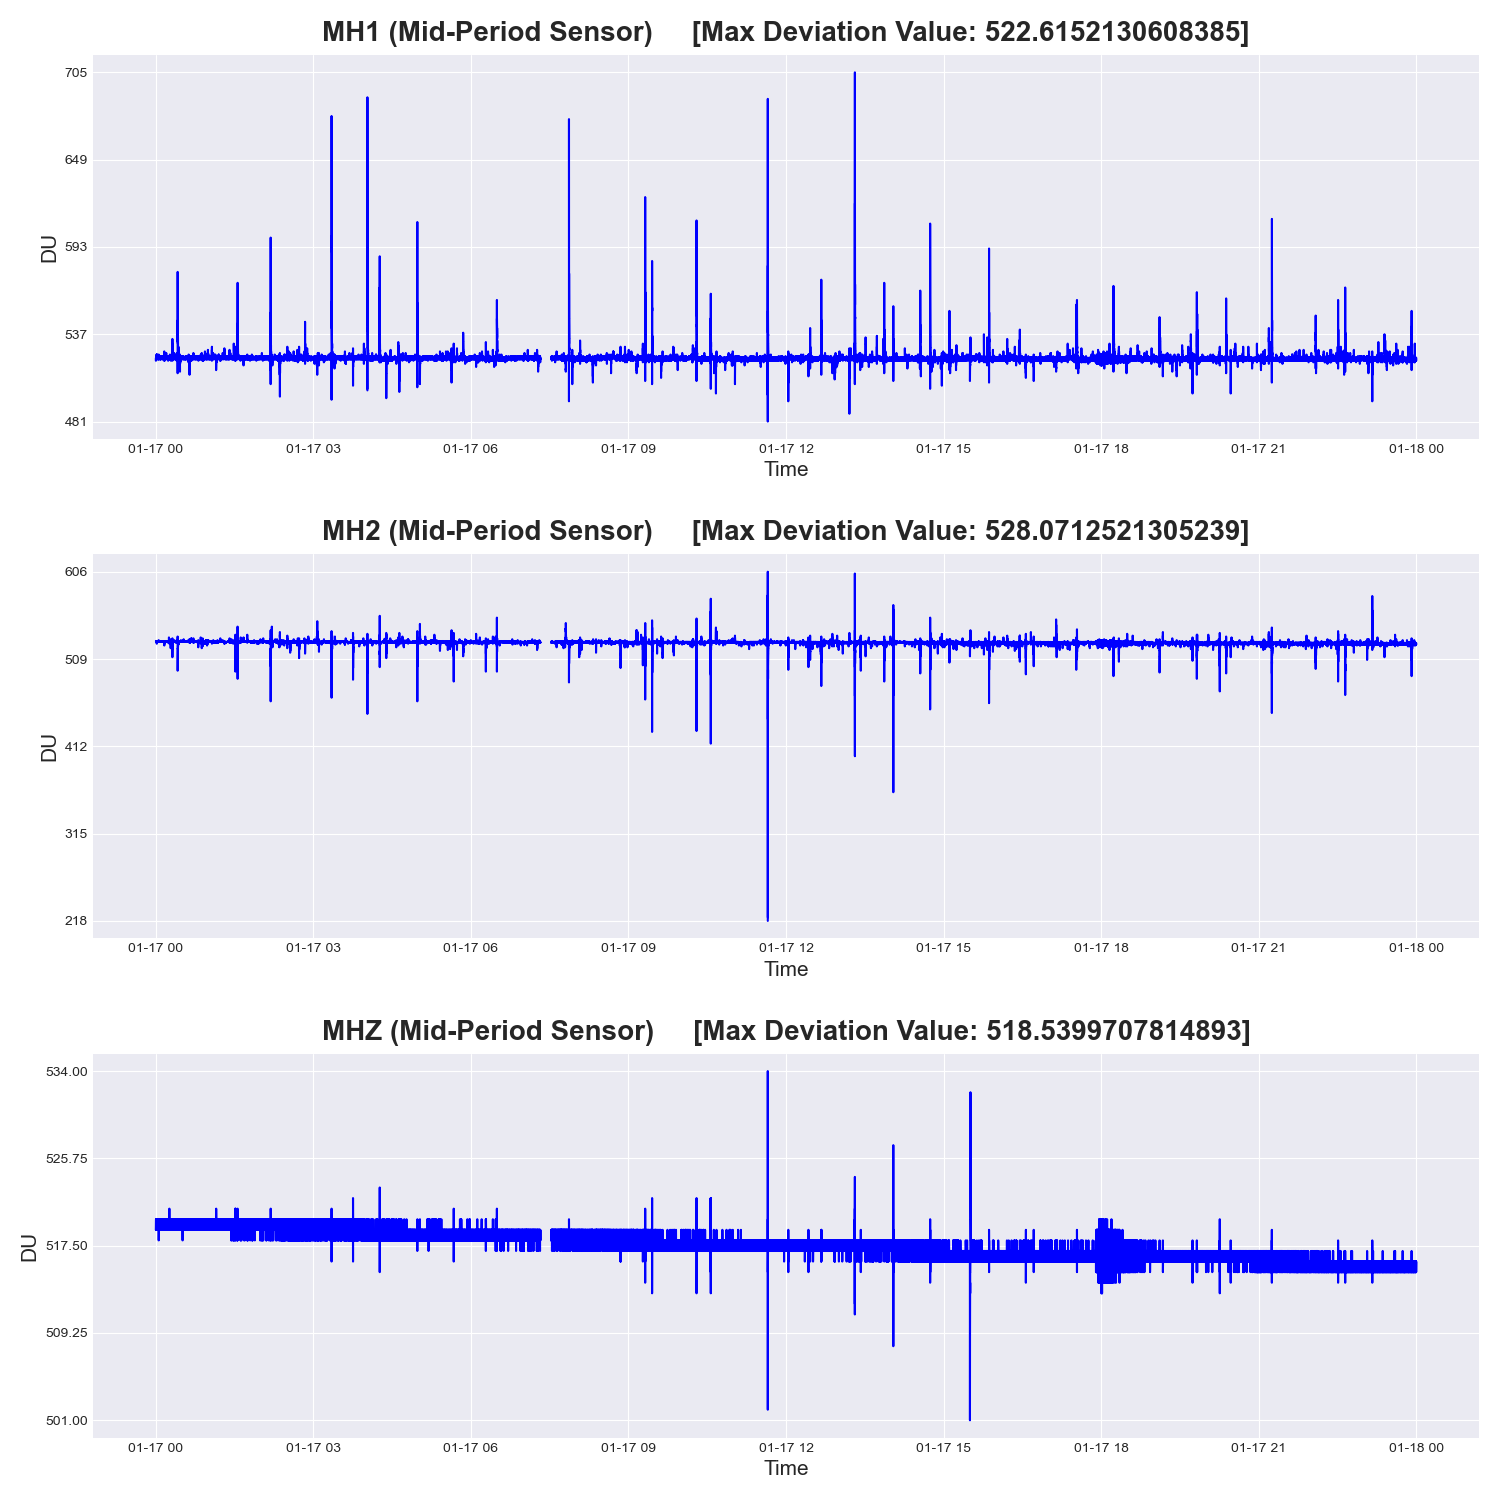 MH1 (Mid-Period Sensor) [Max Deviation Value: 522.6152130608385]
705
649
593
537
481
DU
01-17 00 01-17 03 01-17 06 01-17 09 01-17 12 01-17 15 01-17 18 01-17 21 01-18 00
Time
MH2 (Mid-Period Sensor) [Max Deviation Value: 528.0712521305239]
606
509
412
315
218
DU
01-17 00 01-17 03 01-17 06 01-17 09 01-17 12 01-17 15 01-17 18 01-17 21 01-18 00
Time
MHZ (Mid-Period Sensor) [Max Deviation Value: 518.5399707814893]
534.00
525.75
517.50
509.25
501.00
DU
01-17 00 01-17 03 01-17 06 01-17 09 01-17 12 01-17 15 01-17 18 01-17 21 01-18 00
Time